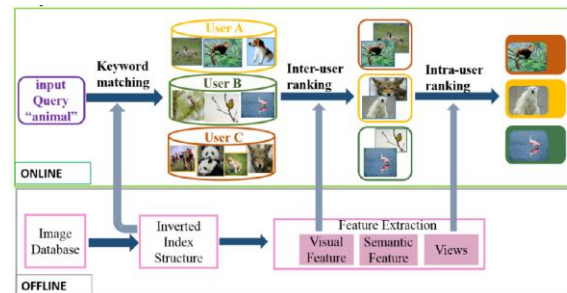 User A
Keyword
matching
input
Query
“animal”
User B
Inter-user
ranking
Intra-user
ranking
User C
ONLINE
Image
Database
Inverted
Index
Structure
Feature Extraction
Visual
Feature
Semantic
Feature
Views
OFFLINE